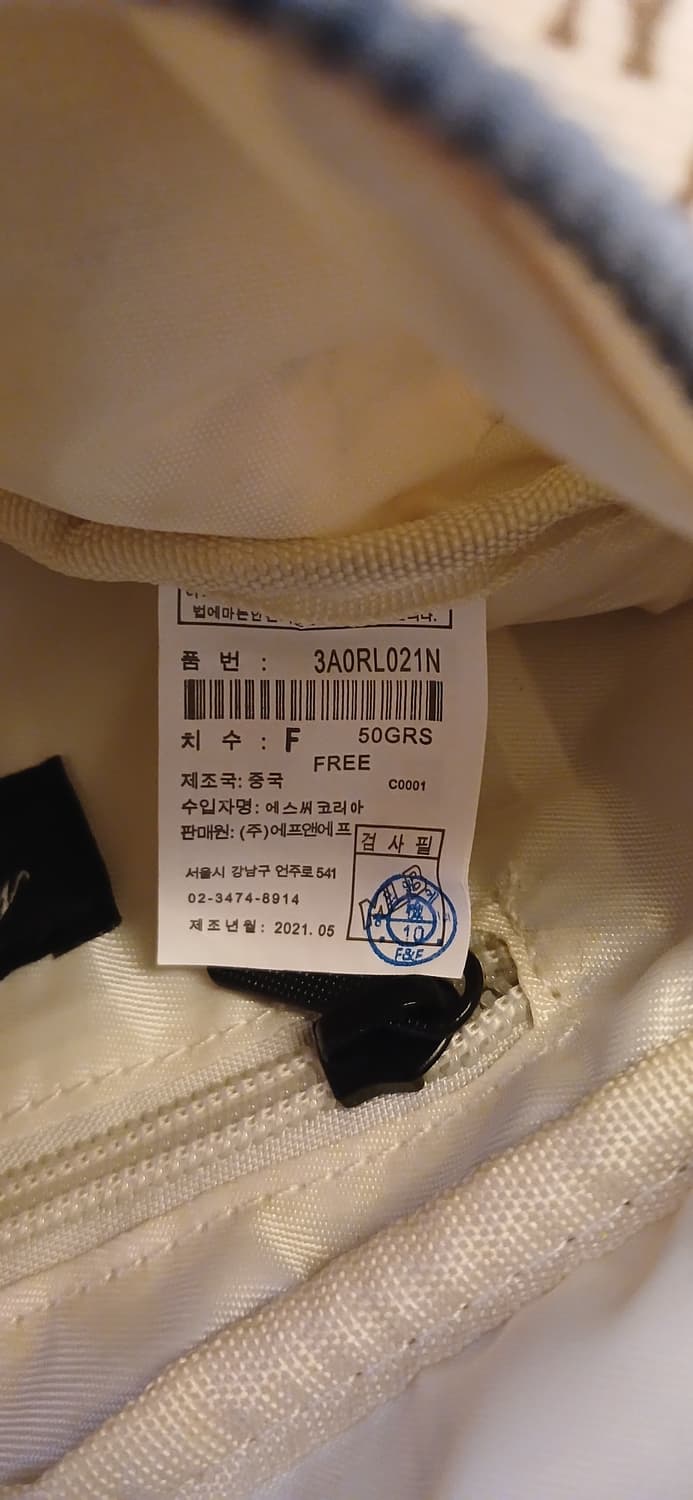 품 번 : 3A0RL021N
치 수 : F 50GRS
FREE
제조국: 중국 C0001
수입자명: 에스씨코리아
판매원: (주)에프앤에프
검 사 필
서울시 강남구 언주로 541
02-3474-8914
제조년월: 2021. 05
MLB
10
F&F